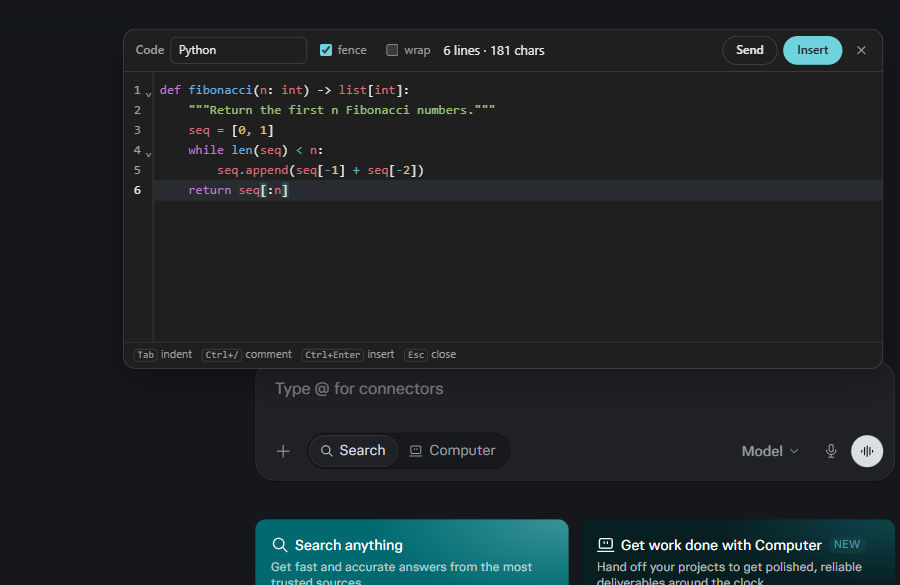 Code Python fence wrap 6 lines · 181 chars Send Insert
1 def fibonacci(n: int) -> list[int]:
2     """Return the first n Fibonacci numbers."""
3     seq = [0, 1]
4     while len(seq) < n:
5         seq.append(seq[-1] + seq[-2])
6     return seq[:n]
Tab indent Ctrl+/ comment Ctrl+Enter insert Esc close
Type @ for connectors
Search Computer Model
Search anything
Get fast and accurate answers from the most
trusted sources
Get work done with Computer NEW
Hand off your projects to get polished, reliable
deliverables around the clock